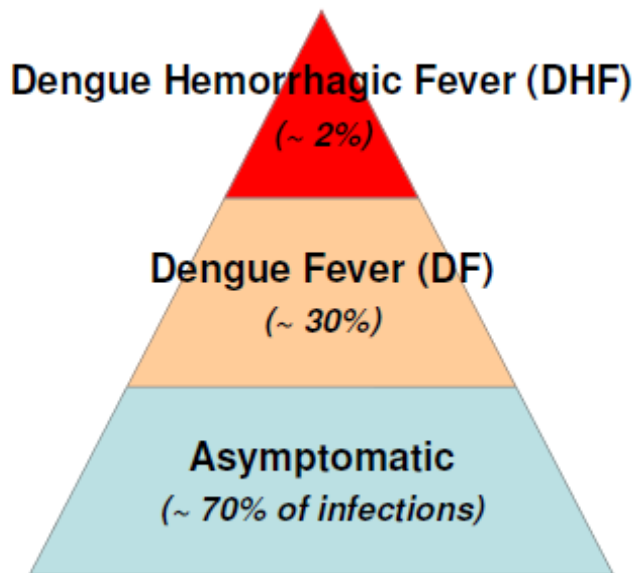 Dengue Hemorrhagic Fever (DHF)
(~ 2%)
Dengue Fever (DF)
(~ 30%)
Asymptomatic
(~ 70% of infections)